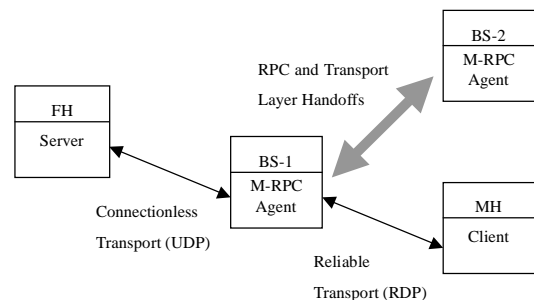 BS-2
M-RPC
Agent
RPC and Transport
Layer Handoffs
FH
Server
BS-1
M-RPC
Agent
MH
Client
Connectionless
Transport (UDP)
Reliable
Transport (RDP)